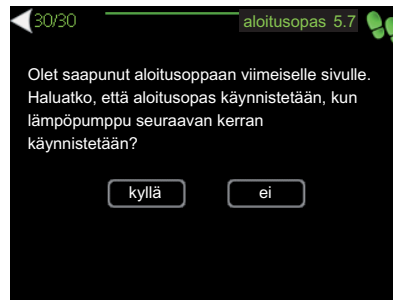 30/30
aloitusopas 5.7
Olet saapunut aloitusoppaan viimeiselle sivulle.
Haluatko, että aloitusopas käynnistetään, kun
lämpöpumppu seuraavan kerran
käynnistetään?
kyllä
ei